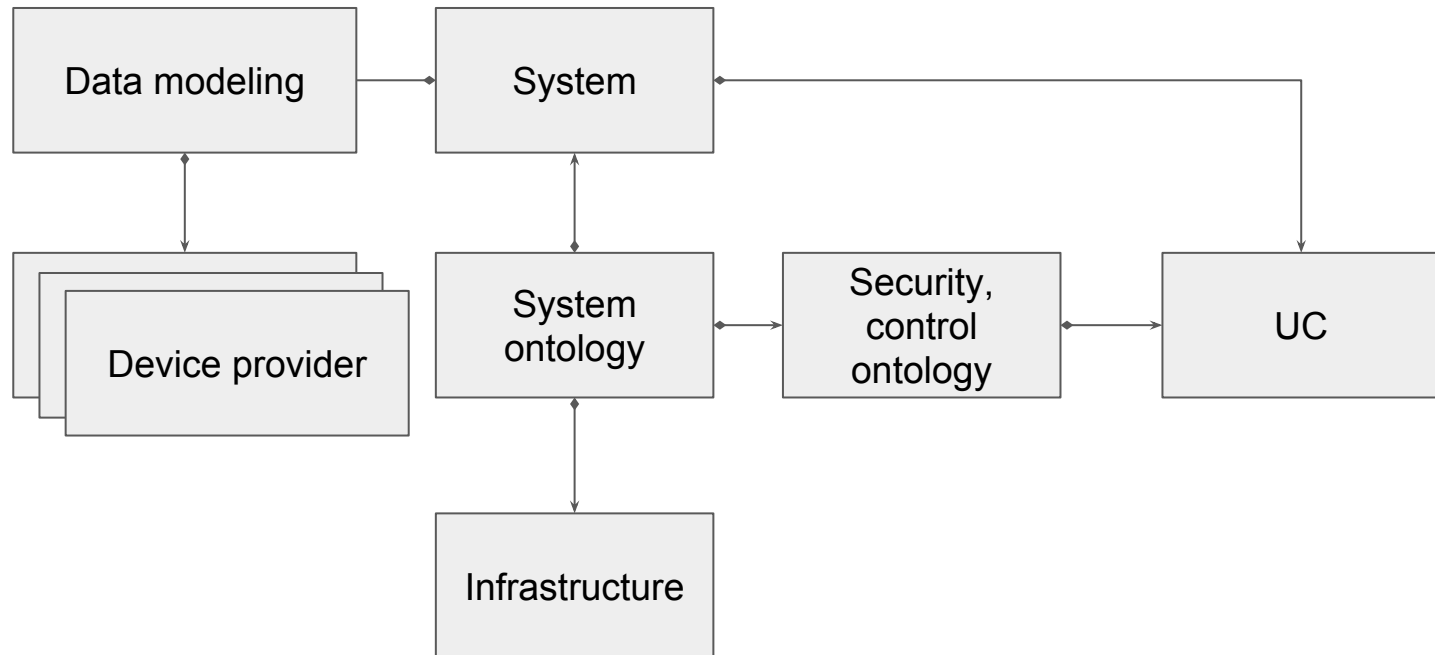 Data modeling
System
Device provider
System
ontology
Security,
control
ontology
UC
Infrastructure